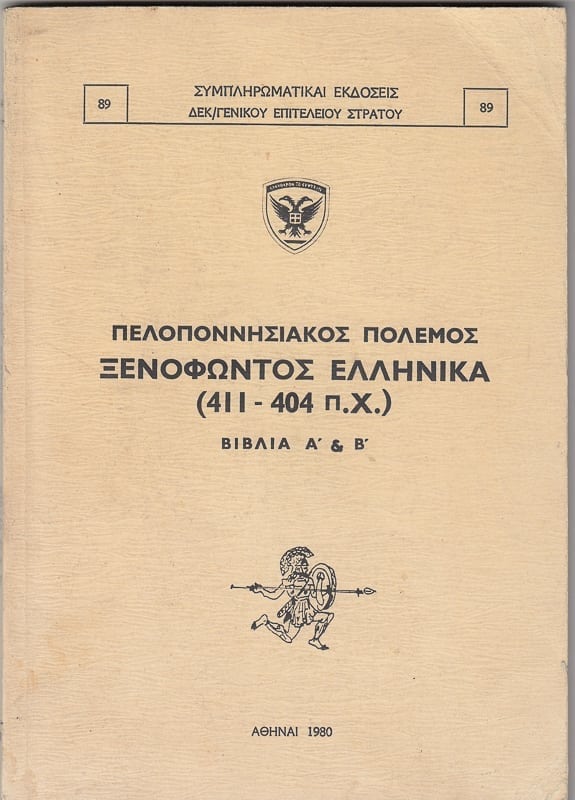 89
ΣΥΜΠΛΗΡΩΜΑΤΙΚΑΙ ΕΚΔΟΣΕΙΣ
ΔΕΚ/ΓΕΝΙΚΟΥ ΕΠΙΤΕΛΕΙΟΥ ΣΤΡΑΤΟΥ
89
ΠΕΛΟΠΟΝΝΗΣΙΑΚΟΣ ΠΟΛΕΜΟΣ
ΞΕΝΟΦΩΝΤΟΣ ΕΛΛΗΝΙΚΑ
(411 - 404 π.Χ.)
ΒΙΒΛΙΑ Α΄ & Β΄
ΑΘΗΝΑΙ 1980